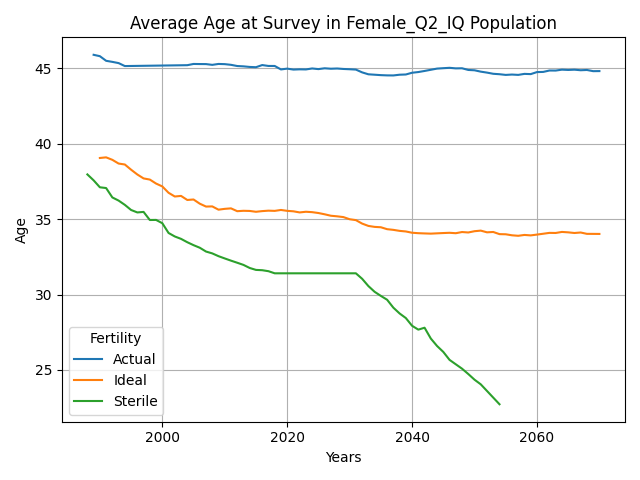 Average Age at Survey in Female_Q2_IQ Population
45
40
35
30
25
Age
Fertility
Actual
Ideal
Sterile
2000 2020 2040 2060
Years